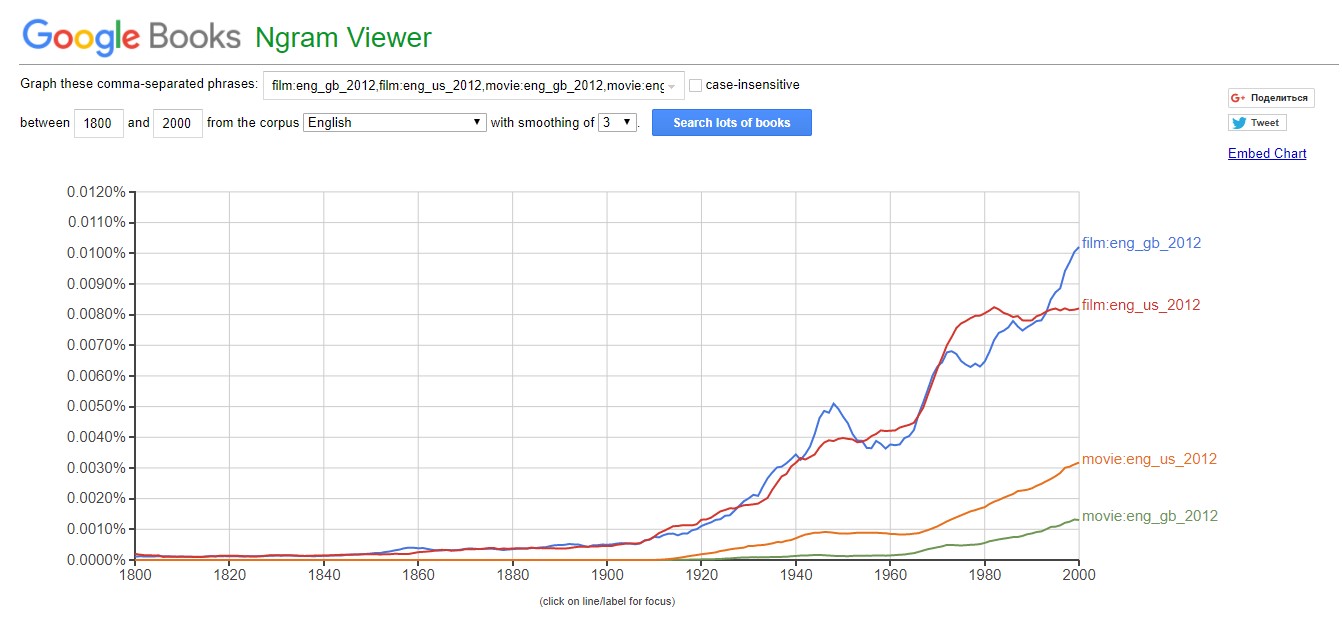 Google Books Ngram Viewer
Graph these comma-separated phrases: film:eng_gb_2012,film:eng_us_2012,movie:eng_gb_2012,movie:eng case-insensitive
between 1800 and 2000 from the corpus English with smoothing of 3 . Search lots of books
G+ Поделиться
Tweet
Embed Chart
0.0120%
0.0110%
0.0100%
0.0090%
0.0080%
0.0070%
0.0060%
0.0050%
0.0040%
0.0030%
0.0020%
0.0010%
0.0000%
film:eng_gb_2012
film:eng_us_2012
movie:eng_us_2012
movie:eng_gb_2012
1800 1820 1840 1860 1880 1900 1920 1940 1960 1980 2000
(click on line/label for focus)